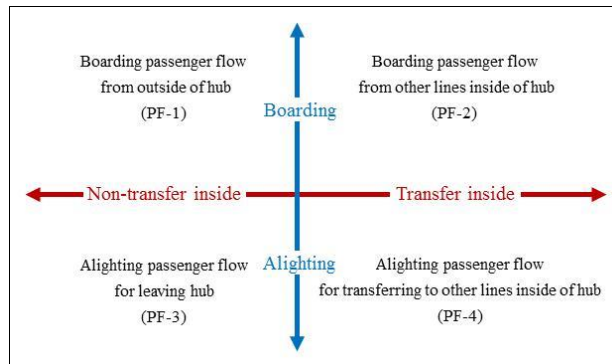 Boarding passenger flow
from outside of hub
(PF-1)
Boarding
Boarding passenger flow
from other lines inside of hub
(PF-2)
Non-transfer inside
Transfer inside
Alighting passenger flow
for leaving hub
(PF-3)
Alighting
Alighting passenger flow
for transferring to other lines inside of hub
(PF-4)